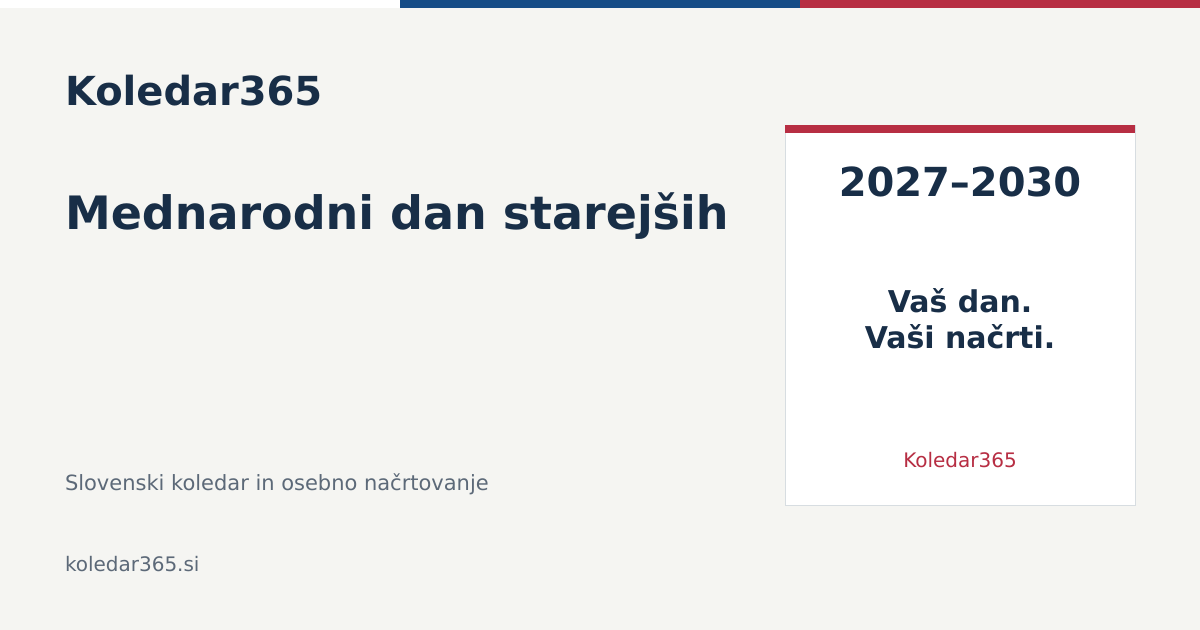 Koledar365
Mednarodni dan starejših
Slovenski koledar in osebno načrtovanje
koledar365.si
2027–2030
Vaš dan.
Vaši načrti.
Koledar365